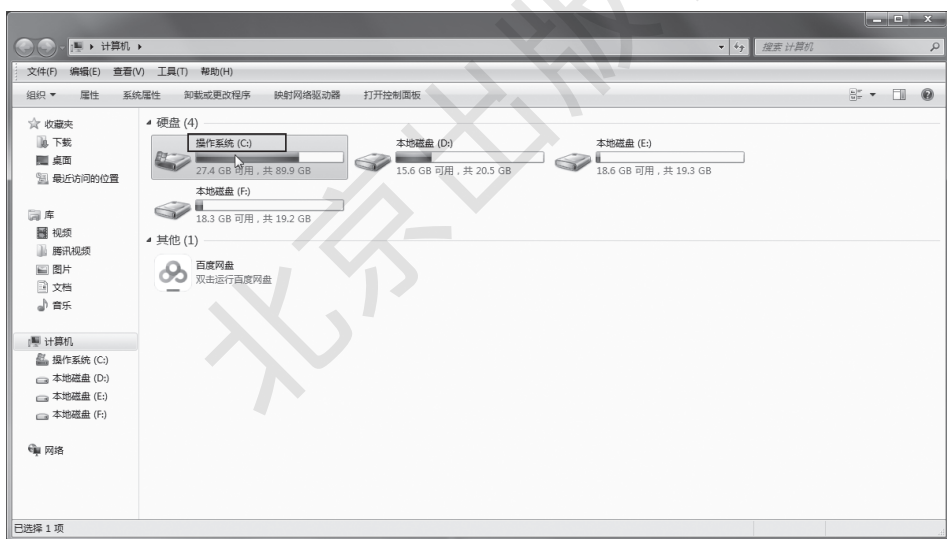 计算机
搜索 计算机
文件(F) 编辑(E) 查看(V) 工具(T) 帮助(H)
组织 属性 系统属性 卸载或更改程序 映射网络驱动器 打开控制面板
收藏夹
下载
桌面
最近访问的位置
库
视频
腾讯视频
图片
文档
音乐
计算机
操作系统 (C:)
本地磁盘 (D:)
本地磁盘 (E:)
本地磁盘 (F:)
网络
硬盘 (4)
操作系统 (C:)
27.4 GB 可用，共 89.9 GB
本地磁盘 (D:)
15.6 GB 可用，共 20.5 GB
本地磁盘 (E:)
18.6 GB 可用，共 19.3 GB
本地磁盘 (F:)
18.3 GB 可用，共 19.2 GB
其他 (1)
百度网盘
双击运行百度网盘
已选择 1 项
北京出版